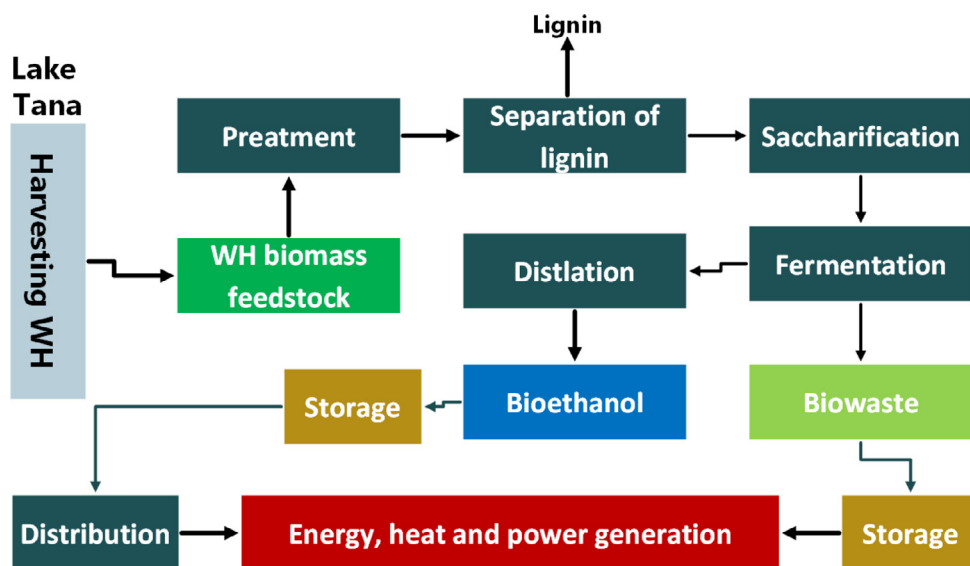 Lignin
Lake
Tana
Harvesting WH
Preatment
Separation of
lignin
Saccharification
WH biomass
feedstock
Distlation
Fermentation
Storage
Bioethanol
Biowaste
Distribution
Energy, heat and power generation
Storage